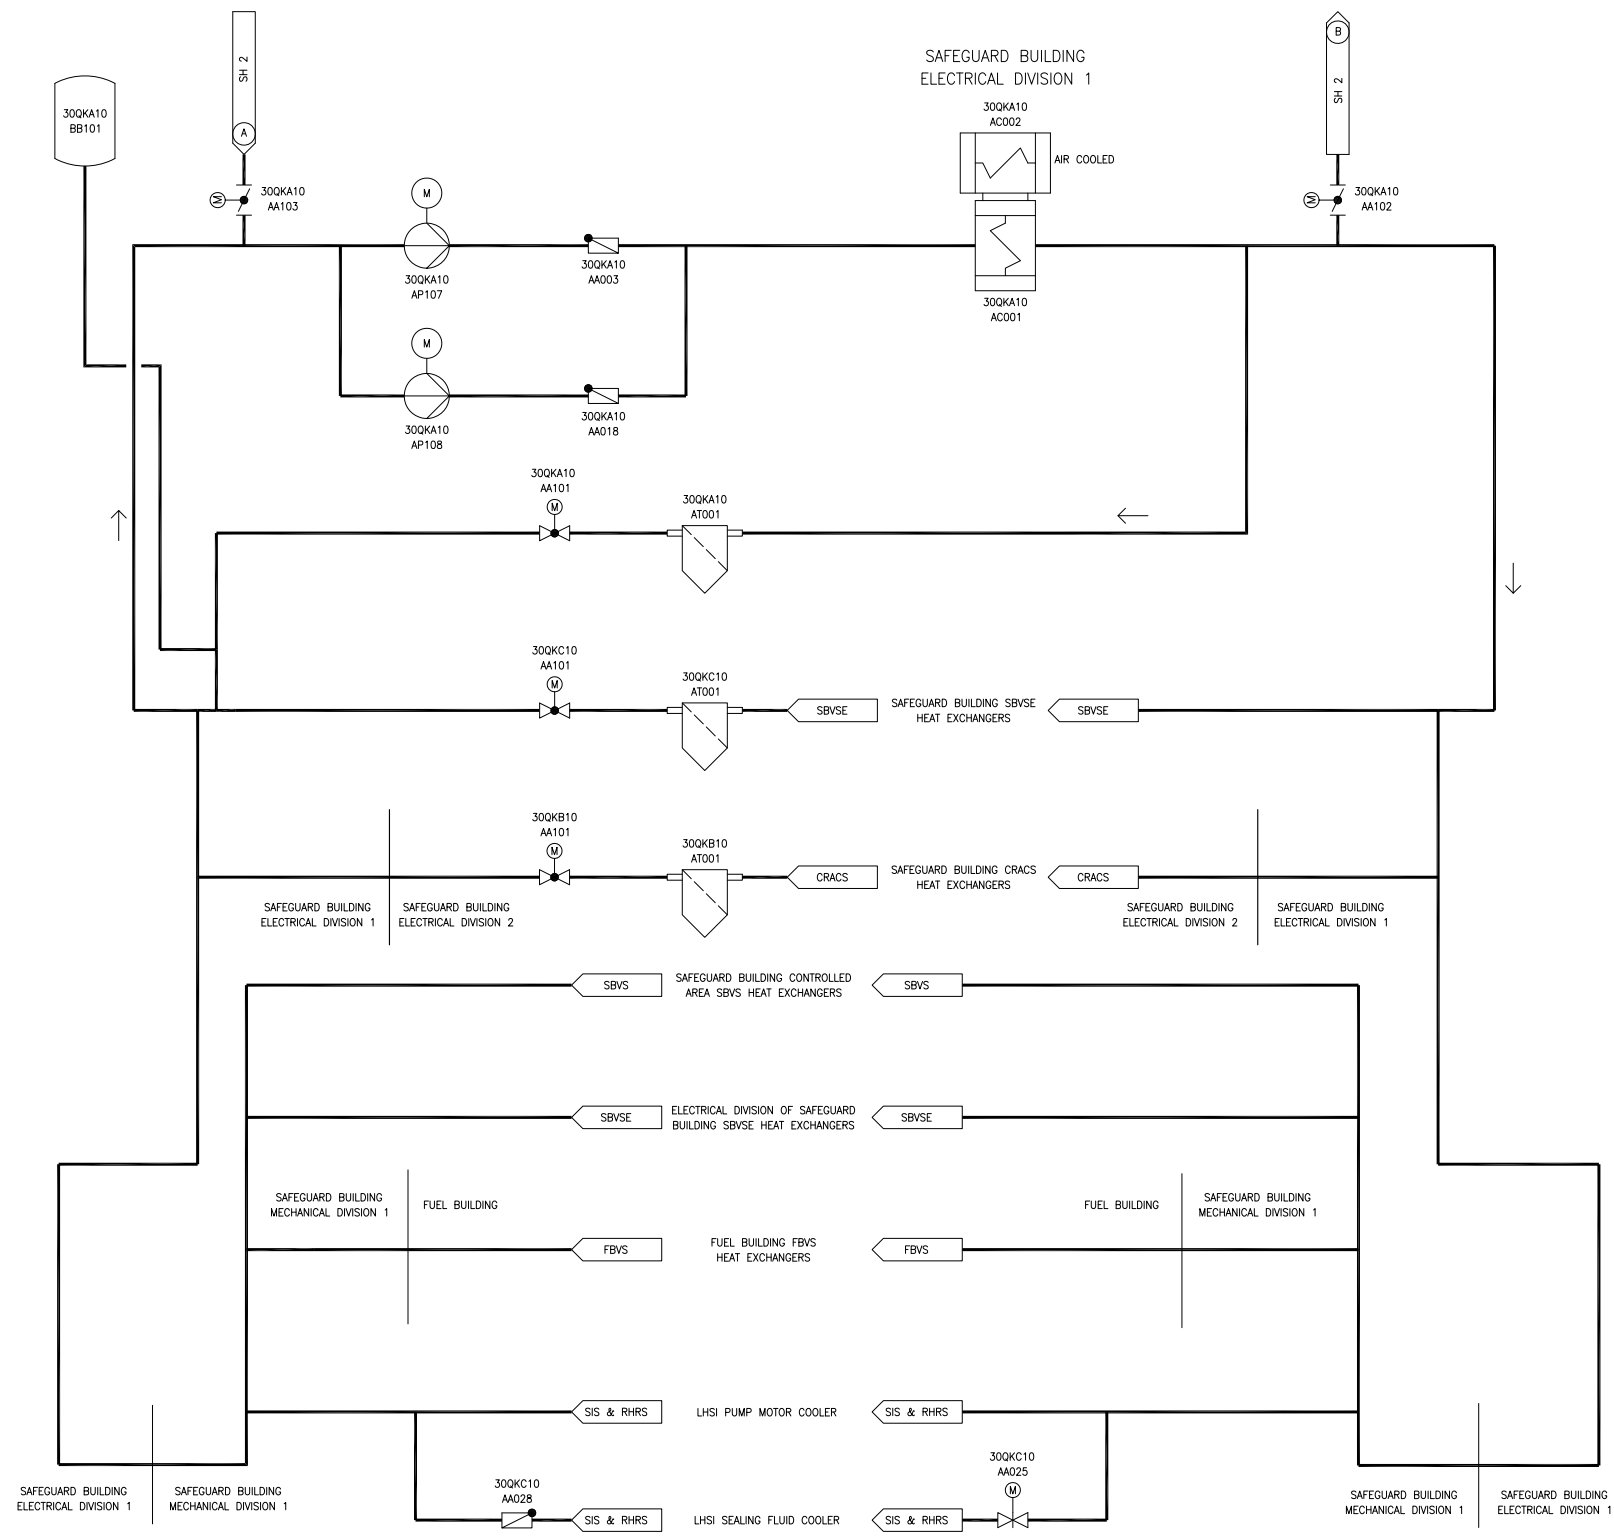 SH 2
A
SH 2
B
SAFEGUARD BUILDING
ELECTRICAL DIVISION 1
30QKA10
BB101
30QKA10
AC002
AIR COOLED
M
30QKA10
AA103
M
M
30QKA10
AA102
30QKA10
AP107
30QKA10
AA003
30QKA10
AC001
M
30QKA10
AP108
30QKA10
AA018
30QKA10
AA101
M
30QKA10
AT001
30QKC10
AA101
M
30QKC10
AT001
SBVSE
SAFEGUARD BUILDING SBVSE
HEAT EXCHANGERS
SBVSE
30QKB10
AA101
M
30QKB10
AT001
CRACS
SAFEGUARD BUILDING CRACS
HEAT EXCHANGERS
CRACS
SAFEGUARD BUILDING
ELECTRICAL DIVISION 1
SAFEGUARD BUILDING
ELECTRICAL DIVISION 2
SAFEGUARD BUILDING
ELECTRICAL DIVISION 2
SAFEGUARD BUILDING
ELECTRICAL DIVISION 1
SBVS
SAFEGUARD BUILDING CONTROLLED
AREA SBVS HEAT EXCHANGERS
SBVS
SBVSE
ELECTRICAL DIVISION OF SAFEGUARD
BUILDING SBVSE HEAT EXCHANGERS
SBVSE
SAFEGUARD BUILDING
MECHANICAL DIVISION 1
FUEL BUILDING
FUEL BUILDING
SAFEGUARD BUILDING
MECHANICAL DIVISION 1
FBVS
FUEL BUILDING FBVS
HEAT EXCHANGERS
FBVS
SIS & RHRS
LHSI PUMP MOTOR COOLER
SIS & RHRS
30QKC10
AA028
30QKC10
AA025
M
SIS & RHRS
LHSI SEALING FLUID COOLER
SIS & RHRS
SAFEGUARD BUILDING
ELECTRICAL DIVISION 1
SAFEGUARD BUILDING
MECHANICAL DIVISION 1
SAFEGUARD BUILDING
MECHANICAL DIVISION 1
SAFEGUARD BUILDING
ELECTRICAL DIVISION 1